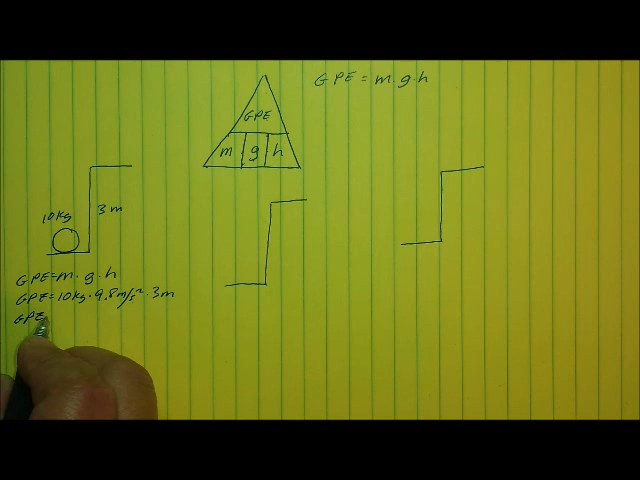 GPE = m·g·h
GPE
m g h
10kg
3m
GPE=m·g·h
GPE=10kg·9.8m/s²·3m
GPE